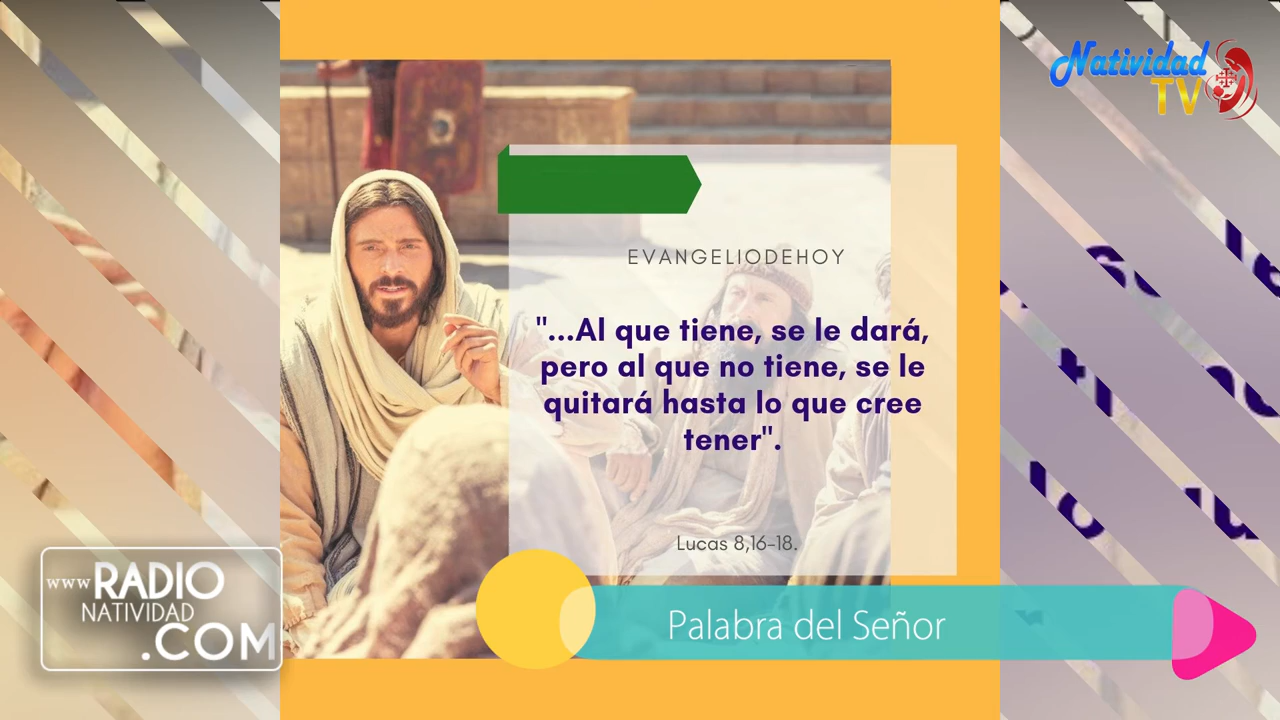 Natividad
TV
EVANGELIODEHOY
"...Al que tiene, se le dará,
pero al que no tiene, se le
quitará hasta lo que cree
tener".
Lucas 8,16-18.
www RADIO
NATIVIDAD
.COM
Palabra del Señor